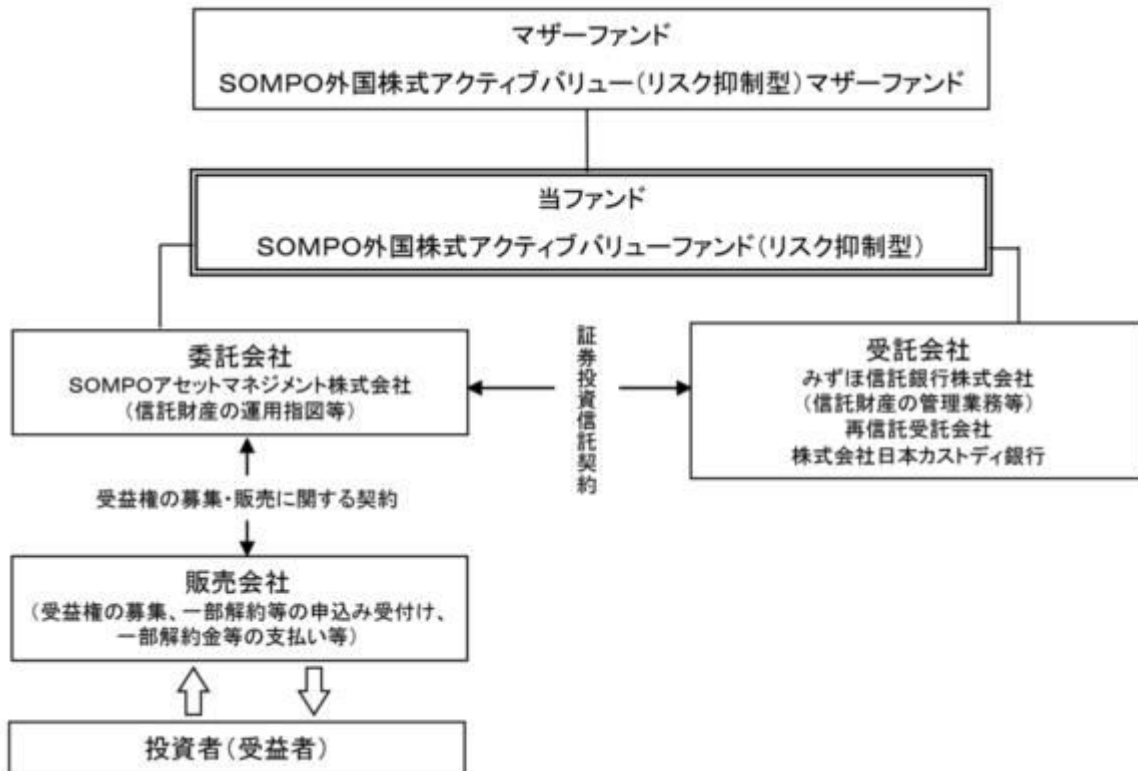 マザーファンド
SOMPO外国株式アクティブバリュー(リスク抑制型)マザーファンド
当ファンド
SOMPO外国株式アクティブバリューファンド(リスク抑制型)
委託会社
SOMPOアセットマネジメント株式会社
(信託財産の運用指図等)
証券投資信託契約
受託会社
みずほ信託銀行株式会社
(信託財産の管理業務等)
再信託受託会社
株式会社日本カストディ銀行
受益権の募集・販売に関する契約
販売会社
(受益権の募集、一部解約等の申込み受付け、
一部解約金等の支払い等)
投資者(受益者)